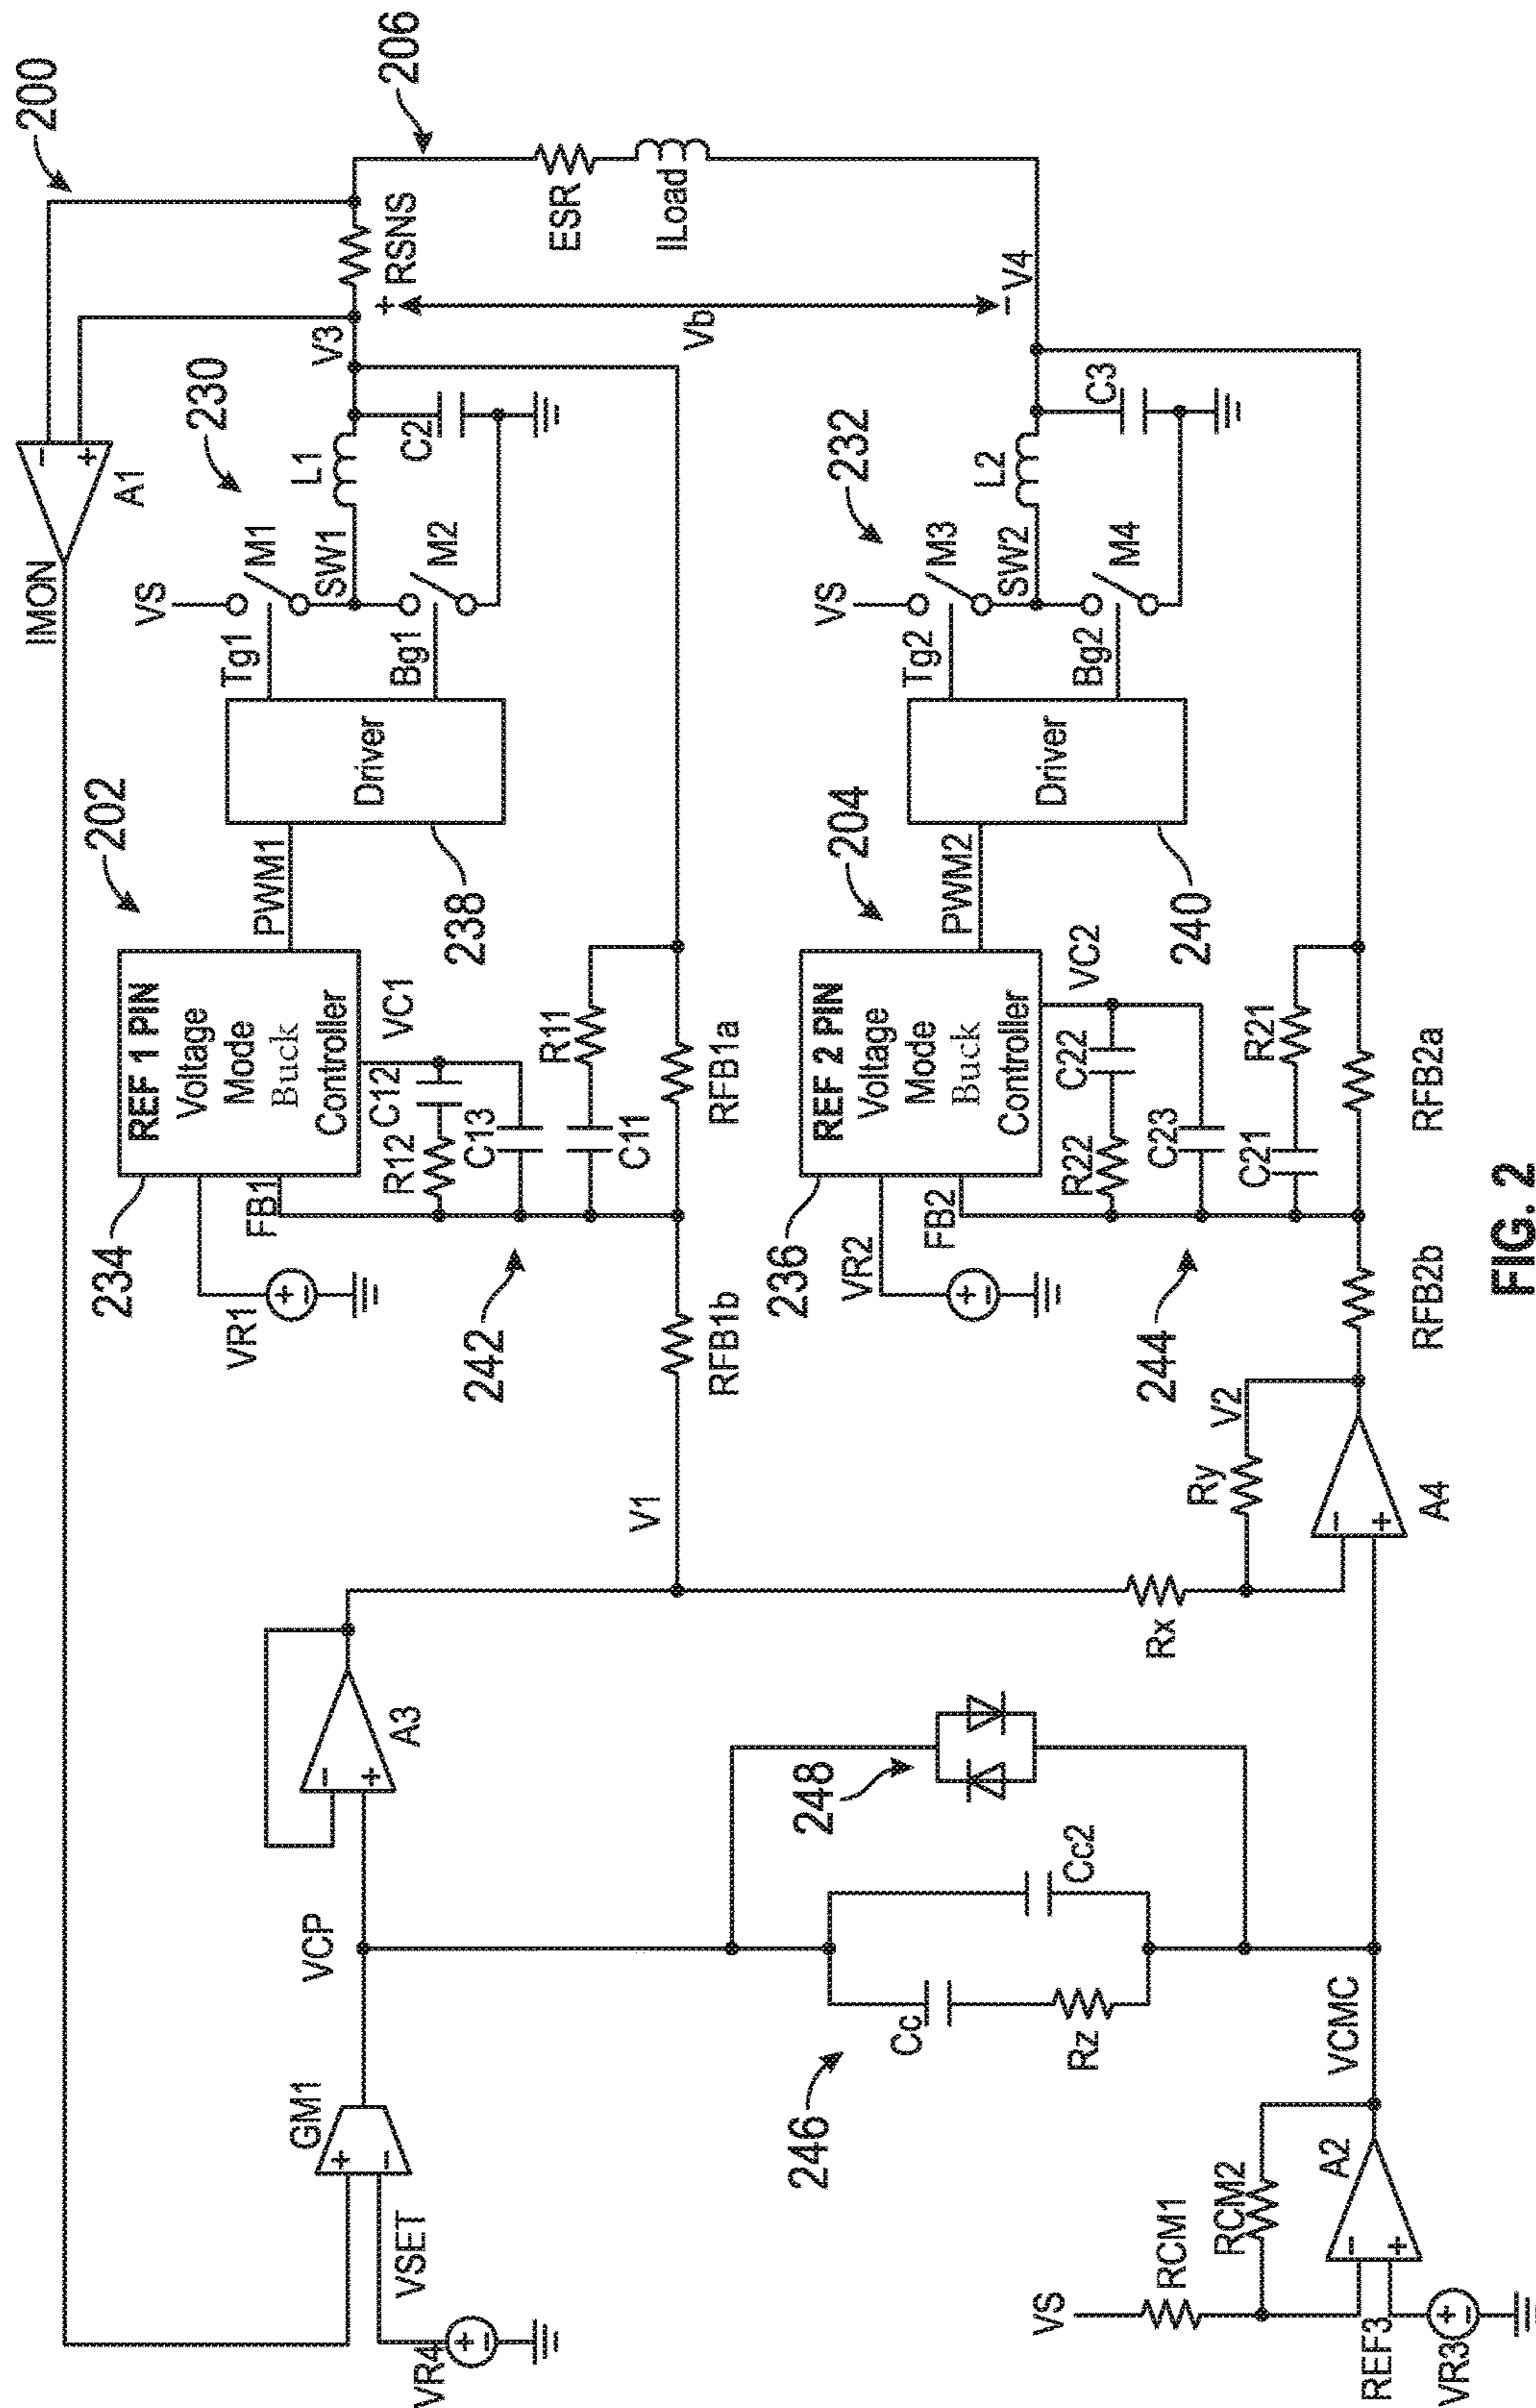 200
206
IMON
A1
RSNS
ESR
ILoad
V3
+
Vb
-
V4
230
VS
Tg1
M1
SW1
L1
C2
Bg1
M2
Driver
238
202
PWM1
REF 1 PIN
Voltage
Mode
Buck
Controller
234
VR1
FB1
VC1
C12
R12
C13
R11
C11
RFB1a
RFB1b
242
232
VS
Tg2
M3
SW2
L2
C3
Bg2
M4
Driver
240
204
PWM2
REF 2 PIN
Voltage
Mode
Buck
Controller
236
VR2
FB2
VC2
C22
R22
C23
R21
C21
RFB2a
RFB2b
244
V1
V2
Ry
Rx
A4
A3
VCP
248
Cc2
Cc
Rz
246
GM1
VSET
VR4
VCMC
A2
RCM2
RCM1
VS
REF3
VR3
FIG. 2